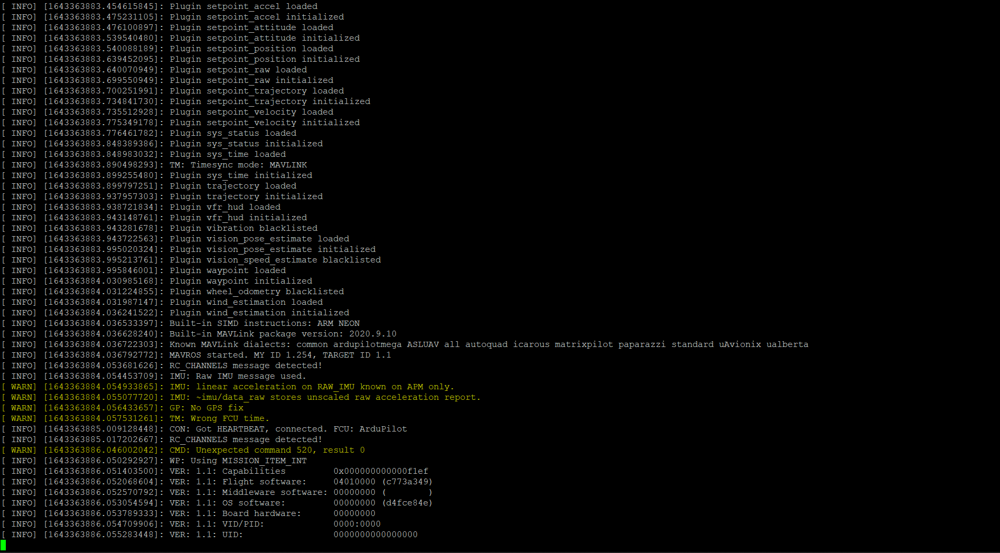 [ INFO] [1643363883.454615845]: Plugin setpoint_accel loaded
[ INFO] [1643363883.475231105]: Plugin setpoint_accel initialized
[ INFO] [1643363883.476100897]: Plugin setpoint_attitude loaded
[ INFO] [1643363883.539540480]: Plugin setpoint_attitude initialized
[ INFO] [1643363883.540088189]: Plugin setpoint_position loaded
[ INFO] [1643363883.639452095]: Plugin setpoint_position initialized
[ INFO] [1643363883.640070949]: Plugin setpoint_raw loaded
[ INFO] [1643363883.699550949]: Plugin setpoint_raw initialized
[ INFO] [1643363883.700251991]: Plugin setpoint_trajectory loaded
[ INFO] [1643363883.734841730]: Plugin setpoint_trajectory initialized
[ INFO] [1643363883.735512928]: Plugin setpoint_velocity loaded
[ INFO] [1643363883.775349178]: Plugin setpoint_velocity initialized
[ INFO] [1643363883.776461782]: Plugin sys_status loaded
[ INFO] [1643363883.848389386]: Plugin sys_status initialized
[ INFO] [1643363883.848983032]: Plugin sys_time loaded
[ INFO] [1643363883.890498293]: TM: Timesync mode: MAVLINK
[ INFO] [1643363883.899255480]: Plugin sys_time initialized
[ INFO] [1643363883.899797251]: Plugin trajectory loaded
[ INFO] [1643363883.937957303]: Plugin trajectory initialized
[ INFO] [1643363883.938721834]: Plugin vfr_hud loaded
[ INFO] [1643363883.943148761]: Plugin vfr_hud initialized
[ INFO] [1643363883.943281678]: Plugin vibration blacklisted
[ INFO] [1643363883.943722563]: Plugin vision_pose_estimate loaded
[ INFO] [1643363883.995020324]: Plugin vision_pose_estimate initialized
[ INFO] [1643363883.995213761]: Plugin vision_speed_estimate blacklisted
[ INFO] [1643363883.995846001]: Plugin waypoint loaded
[ INFO] [1643363884.030985168]: Plugin waypoint initialized
[ INFO] [1643363884.031224855]: Plugin wheel_odometry blacklisted
[ INFO] [1643363884.031987147]: Plugin wind_estimation loaded
[ INFO] [1643363884.036241522]: Plugin wind_estimation initialized
[ INFO] [1643363884.036533397]: Built-in SIMD instructions: ARM NEON
[ INFO] [1643363884.036628240]: Built-in MAVLink package version: 2020.9.10
[ INFO] [1643363884.036722303]: Known MAVLink dialects: common ardupilotmega ASLUAV all autoquad icarous matrixpilot paparazzi standard uAvionix ualberta
[ INFO] [1643363884.036792772]: MAVROS started. MY ID 1.254, TARGET ID 1.1
[ INFO] [1643363884.053681626]: RC_CHANNELS message detected!
[ INFO] [1643363884.054453709]: IMU: Raw IMU message used.
[ WARN] [1643363884.054933865]: IMU: linear acceleration on RAW_IMU known on APM only.
[ WARN] [1643363884.055077720]: IMU: ~imu/data_raw stores unscaled raw acceleration report.
[ WARN] [1643363884.056433657]: GP: No GPS fix
[ WARN] [1643363884.057531261]: TM: Wrong FCU time.
[ INFO] [1643363885.009128448]: CON: Got HEARTBEAT, connected. FCU: ArduPilot
[ INFO] [1643363885.017202667]: RC_CHANNELS message detected!
[ WARN] [1643363886.046002042]: CMD: Unexpected command 520, result 0
[ INFO] [1643363886.050292927]: WP: Using MISSION_ITEM_INT
[ INFO] [1643363886.051403500]: VER: 1.1: Capabilities         0x000000000000f1ef
[ INFO] [1643363886.052068604]: VER: 1.1: Flight software:     04010000 (c773a349)
[ INFO] [1643363886.052570792]: VER: 1.1: Middleware software: 00000000 (        )
[ INFO] [1643363886.053054594]: VER: 1.1: OS software:         00000000 (d4fce84e)
[ INFO] [1643363886.053789333]: VER: 1.1: Board hardware:      00000000
[ INFO] [1643363886.054709906]: VER: 1.1: VID/PID:             0000:0000
[ INFO] [1643363886.055283448]: VER: 1.1: UID:                 0000000000000000